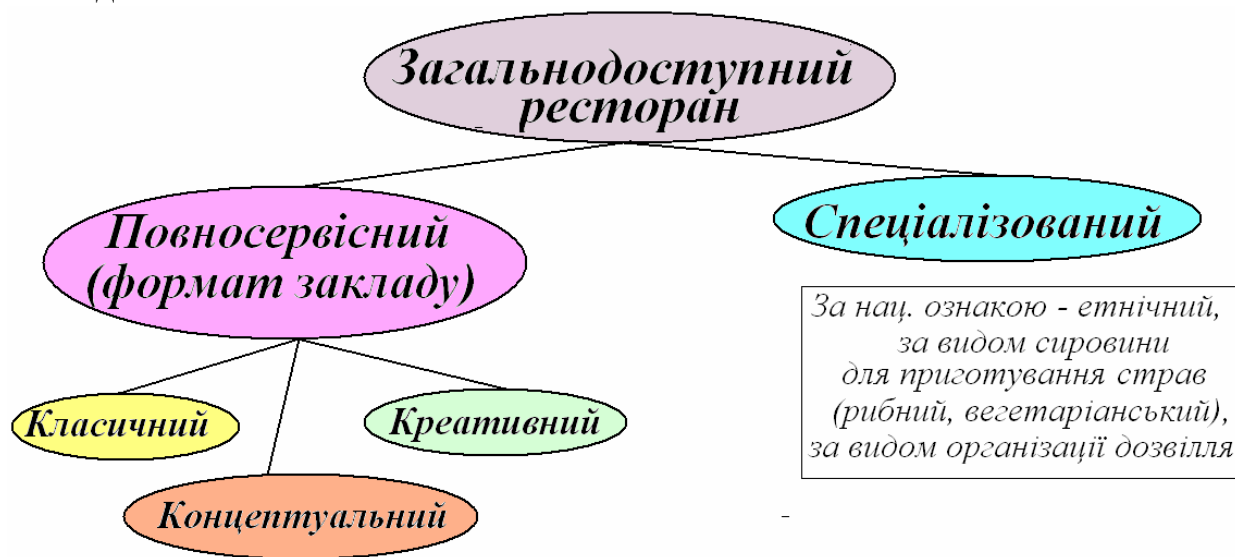 Загальнодоступний
ресторан
Повносервісний
(формат закладу)
Спеціалізований
За нац. ознакою - етнічний,
за видом сировини
для приготування страв
(рибний, вегетаріанський),
за видом організації дозвілля
Класичний
Креативний
Концептуальний